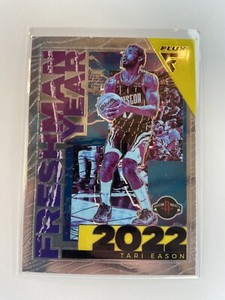 FLUX
FRESHMAN
YEAR
HOUSTON
2022
TARI EASON